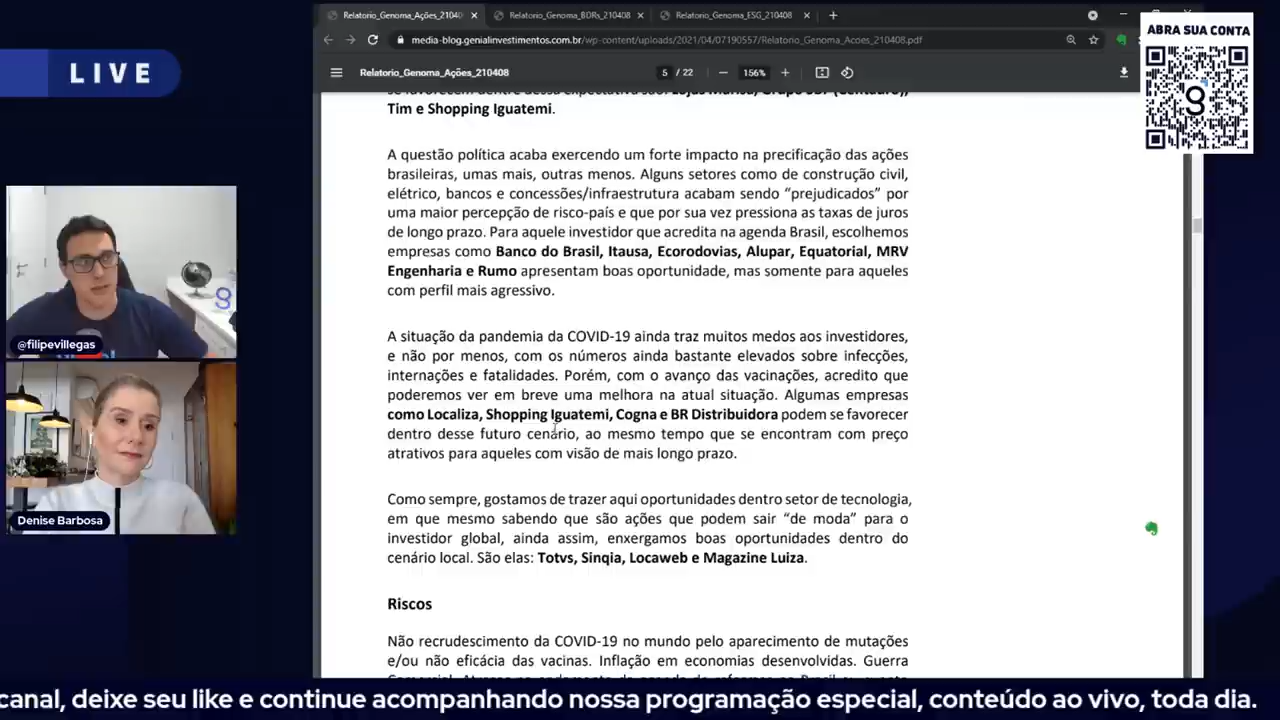 LIVE
Relatorio_Genoma_Ações_2104
Relatorio_Genoma_BDRs_210408
Relatorio_Genoma_ESG_210408
media-blog.genialinvestimentos.com.br/wp-content/uploads/2021/04/07190557/Relatorio_Genoma_Acoes_210408.pdf
Relatorio_Genoma_Ações_210408
5 / 22
156%
ABRA SUA CONTA
Tim e Shopping Iguatemi.
A questão política acaba exercendo um forte impacto na precificação das ações
brasileiras, umas mais, outras menos. Alguns setores como de construção civil,
elétrico, bancos e concessões/infraestrutura acabam sendo “prejudicados” por
uma maior percepção de risco-país e que por sua vez pressiona as taxas de juros
de longo prazo. Para aquele investidor que acredita na agenda Brasil, escolhemos
empresas como Banco do Brasil, Itausa, Ecorodovias, Alupar, Equatorial, MRV
Engenharia e Rumo apresentam boas oportunidade, mas somente para aqueles
com perfil mais agressivo.
A situação da pandemia da COVID-19 ainda traz muitos medos aos investidores,
e não por menos, com os números ainda bastante elevados sobre infecções,
internações e fatalidades. Porém, com o avanço das vacinações, acredito que
poderemos ver em breve uma melhora na atual situação. Algumas empresas
como Localiza, Shopping Iguatemi, Cogna e BR Distribuidora podem se favorecer
dentro desse futuro cenário, ao mesmo tempo que se encontram com preço
atrativos para aqueles com visão de mais longo prazo.
Como sempre, gostamos de trazer aqui oportunidades dentro setor de tecnologia,
em que mesmo sabendo que são ações que podem sair “de moda” para o
investidor global, ainda assim, enxergamos boas oportunidades dentro do
cenário local. São elas: Totvs, Sinqia, Locaweb e Magazine Luiza.
Riscos
Não recrudescimento da COVID-19 no mundo pelo aparecimento de mutações
e/ou não eficácia das vacinas. Inflação em economias desenvolvidas. Guerra
@filipevillegas
Denise Barbosa
canal, deixe seu like e continue acompanhando nossa programação especial, conteúdo ao vivo, toda dia.